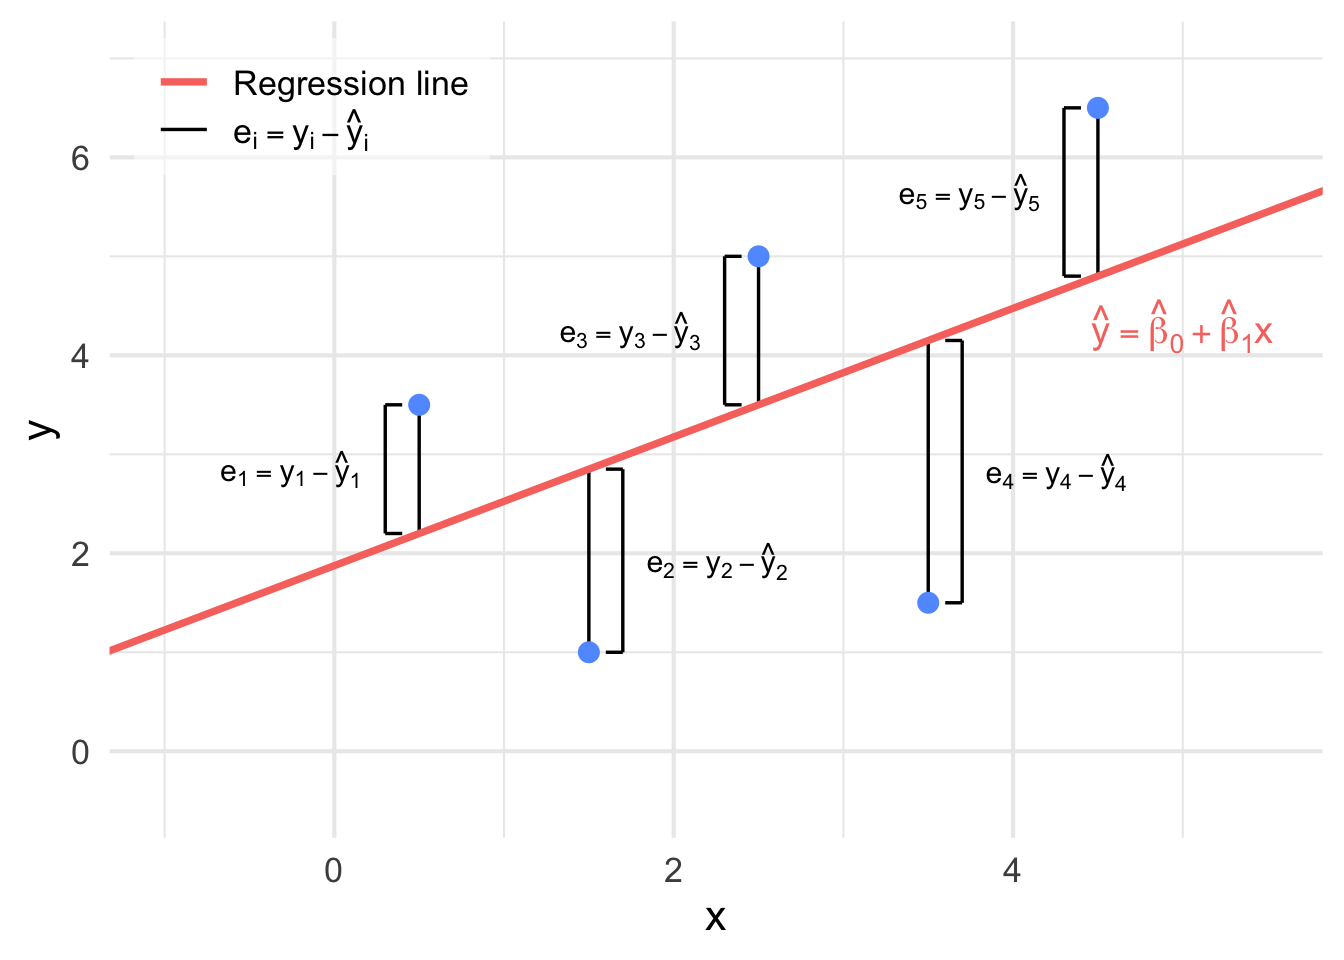 Regression line
eᵢ = yᵢ − ŷᵢ
6
e₅ = y₅ − ŷ₅
e₃ = y₃ − ŷ₃
ŷ = β̂₀ + β̂₁x
4
e₁ = y₁ − ŷ₁
e₄ = y₄ − ŷ₄
y
2
e₂ = y₂ − ŷ₂
0
0 2 4
x